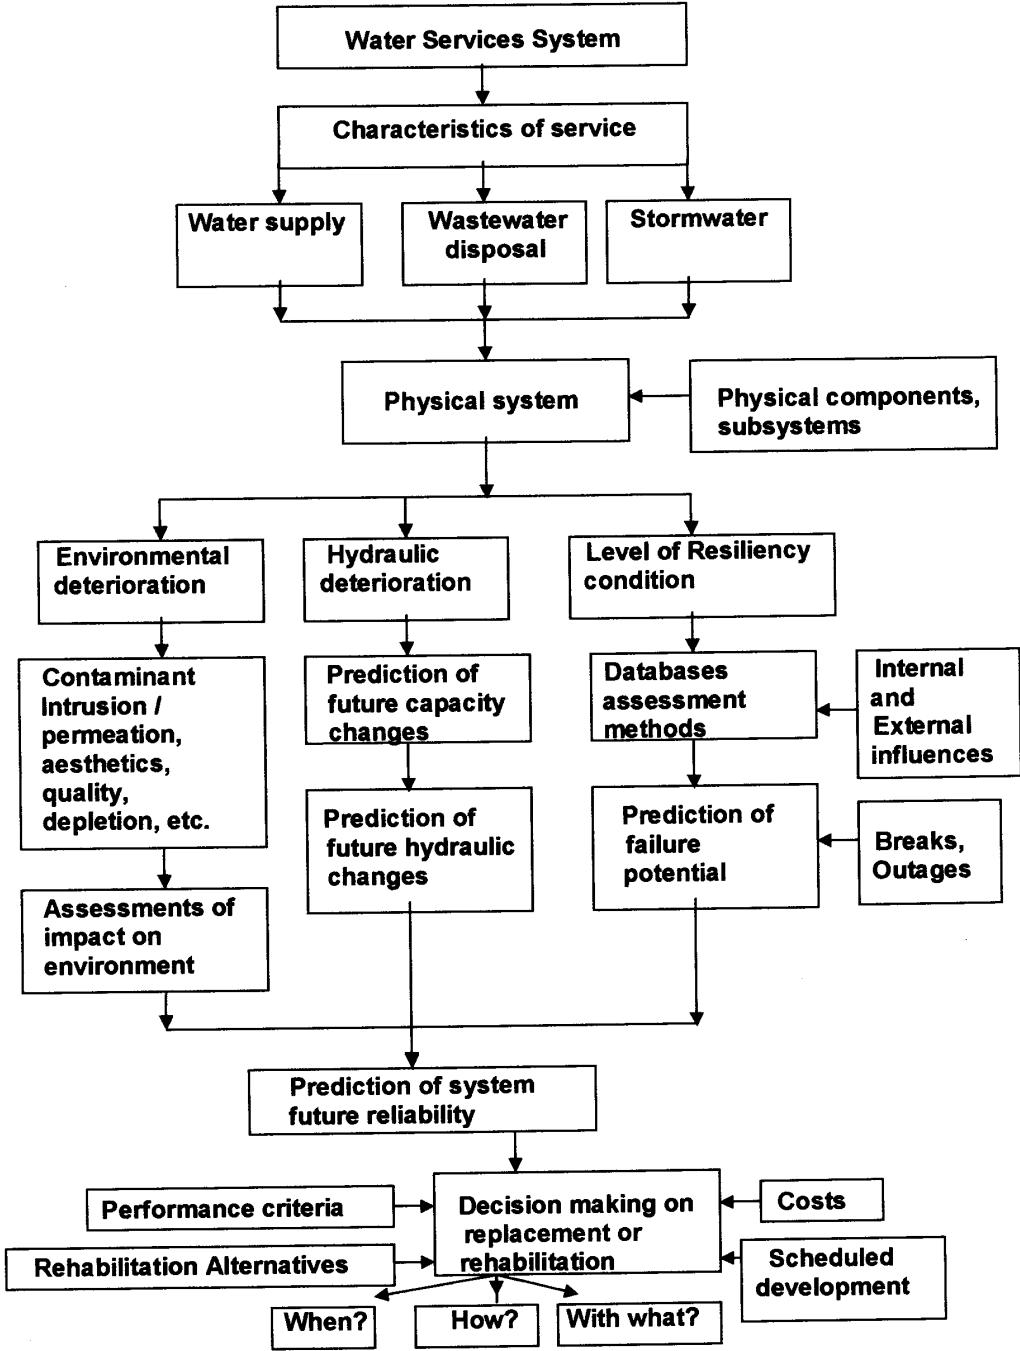 Water Services System
Characteristics of service
Water supply
Wastewater
disposal
Stormwater
Physical system
Physical components,
subsystems
Environmental
deterioration
Hydraulic
deterioration
Level of Resiliency
condition
Contaminant
Intrusion /
permeation,
aesthetics,
quality,
depletion, etc.
Prediction of
future capacity
changes
Databases
assessment
methods
Internal
and
External
influences
Prediction of
future hydraulic
changes
Prediction of
failure
potential
Breaks,
Outages
Assessments of
impact on
environment
Prediction of system
future reliability
Performance criteria
Rehabilitation Alternatives
Decision making on
replacement or
rehabilitation
Costs
Scheduled
development
When?
How?
With what?